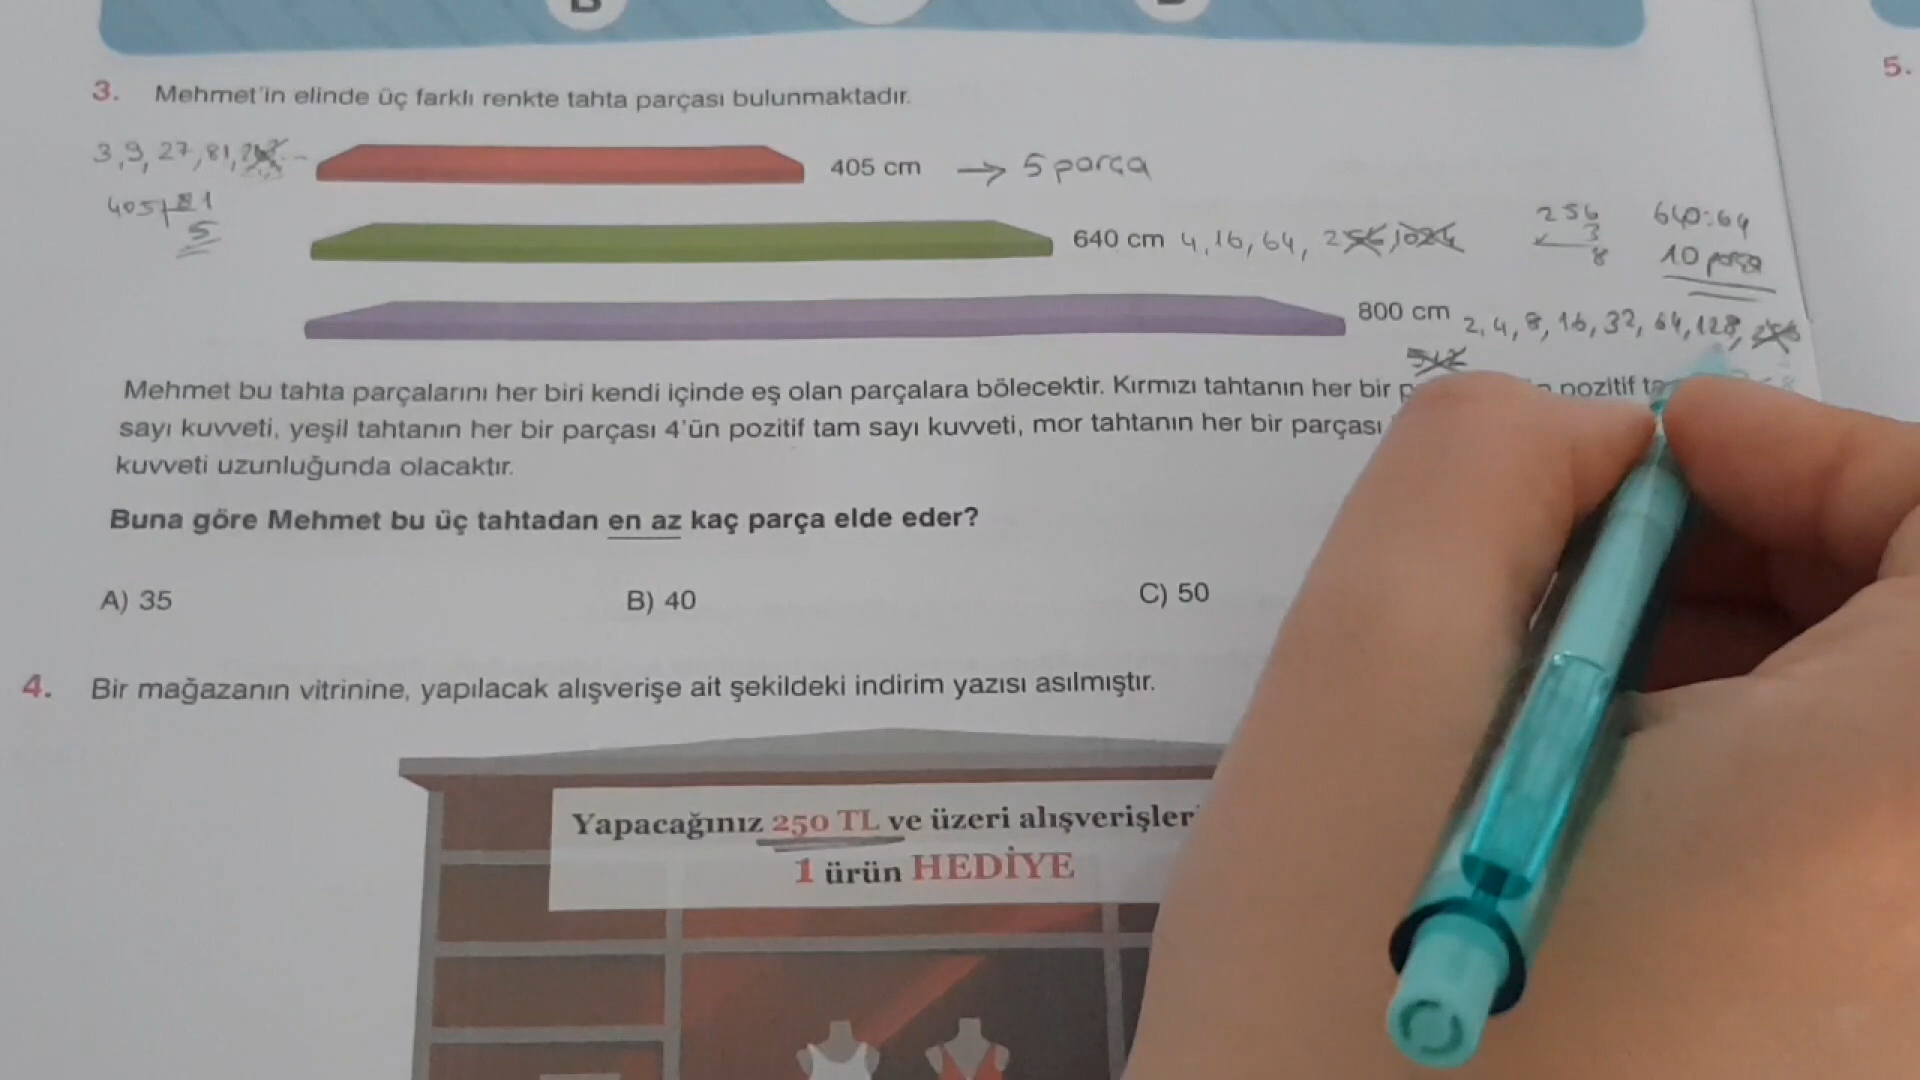 B
3. Mehmet'in elinde üç farklı renkte tahta parçası bulunmaktadır.
3, 9, 27, 81,
405 cm → 5 parça
405 81
5
640 cm 4, 16, 64, 256, 1024
256
3
8
640:64
10 parça
800 cm 2, 4, 8, 16, 32, 64, 128, 256
512
Mehmet bu tahta parçalarını her biri kendi içinde eş olan parçalara bölecektir. Kırmızı tahtanın her bir pozitif
sayı kuvveti, yeşil tahtanın her bir parçası 4'ün pozitif tam sayı kuvveti, mor tahtanın her bir parçası
kuvveti uzunluğunda olacaktır.
Buna göre Mehmet bu üç tahtadan en az kaç parça elde eder?
A) 35 B) 40 C) 50
4. Bir mağazanın vitrinine, yapılacak alışverişe ait şekildeki indirim yazısı asılmıştır.
Yapacağınız 250 TL ve üzeri alışverişler
1 ürün HEDİYE
5.